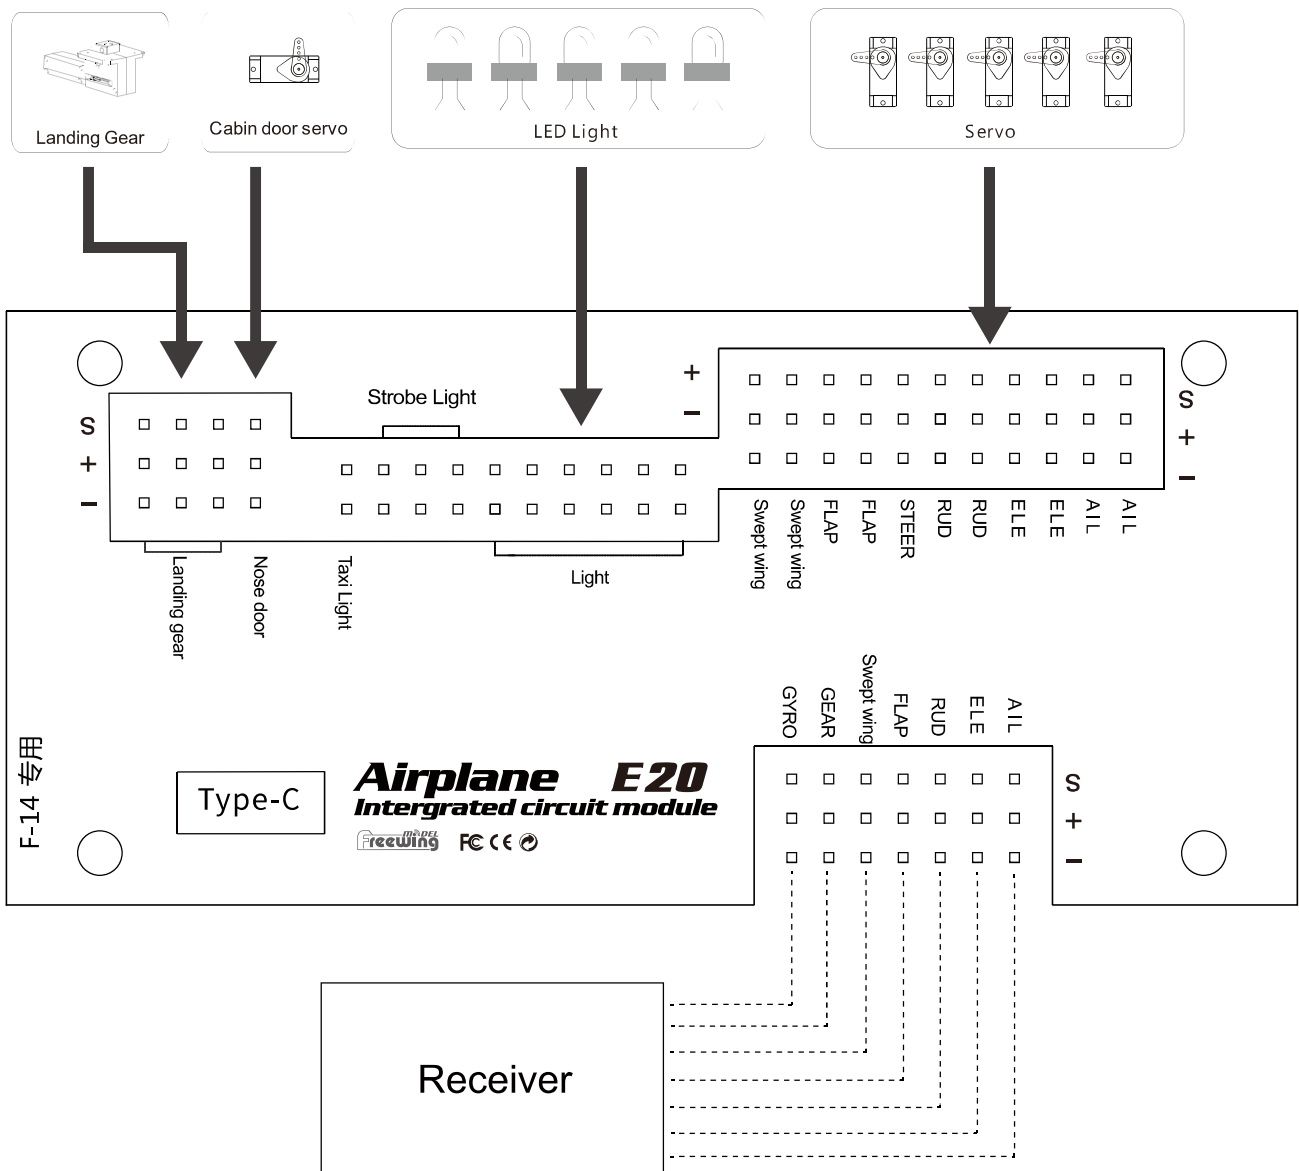 Landing Gear
Cabin door servo
LED Light
Servo
Strobe Light
+
−
S
+
−
S
+
−
Landing gear
Nose door
Taxi Light
Light
Swept wing
Swept wing
FLAP
FLAP
STEER
RUD
RUD
ELE
ELE
AIL
AIL
GYRO
GEAR
Swept wing
FLAP
RUD
ELE
AIL
S
+
−
F-14 专用
Type-C
Airplane E20
Intergrated circuit module
Freewing MODEL
FC CE
Receiver